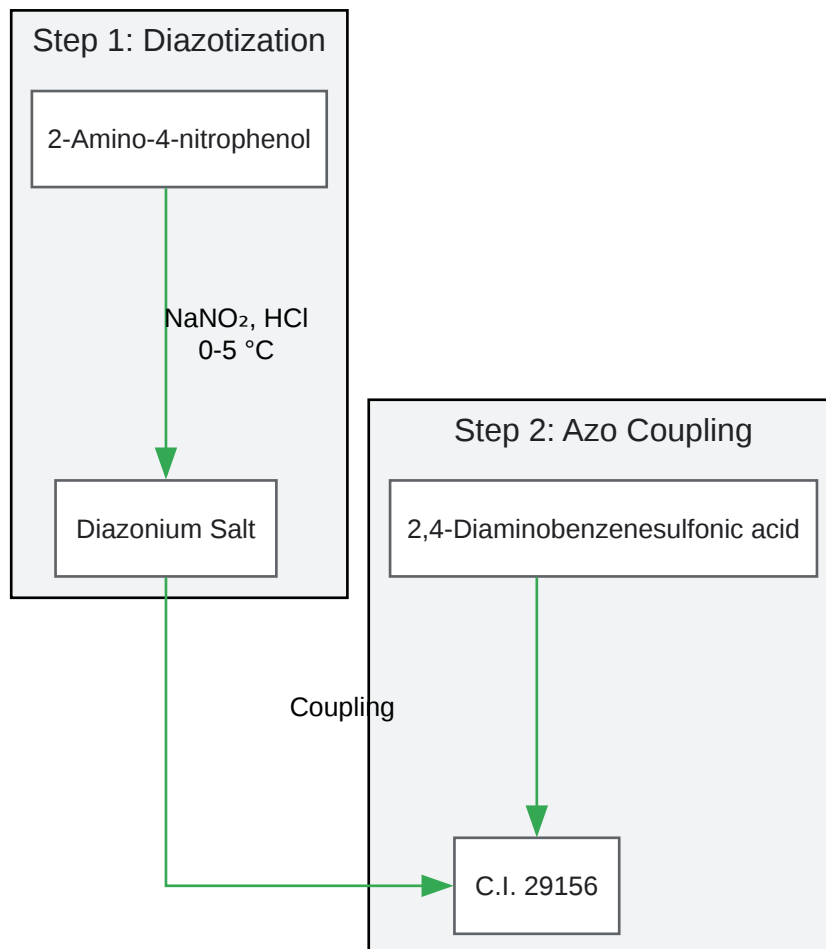 Step 1: Diazotization
2-Amino-4-nitrophenol
NaNO₂, HCl
0-5 °C
Diazonium Salt
Step 2: Azo Coupling
2,4-Diaminobenzenesulfonic acid
Coupling
C.I. 29156